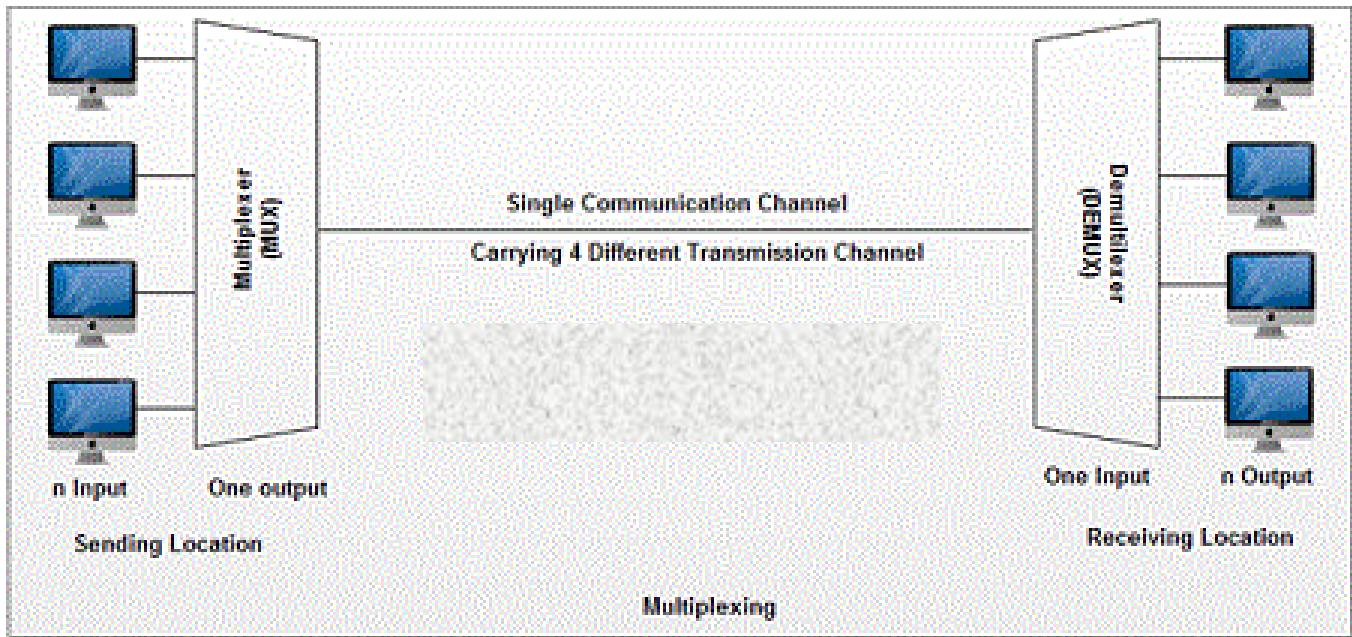 Multiplexer
(MUX)
Single Communication Channel
Carrying 4 Different Transmission Channel
Demultilexer
(DEMUX)
n Input
One output
One Input
n Output
Sending Location
Receiving Location
Multiplexing